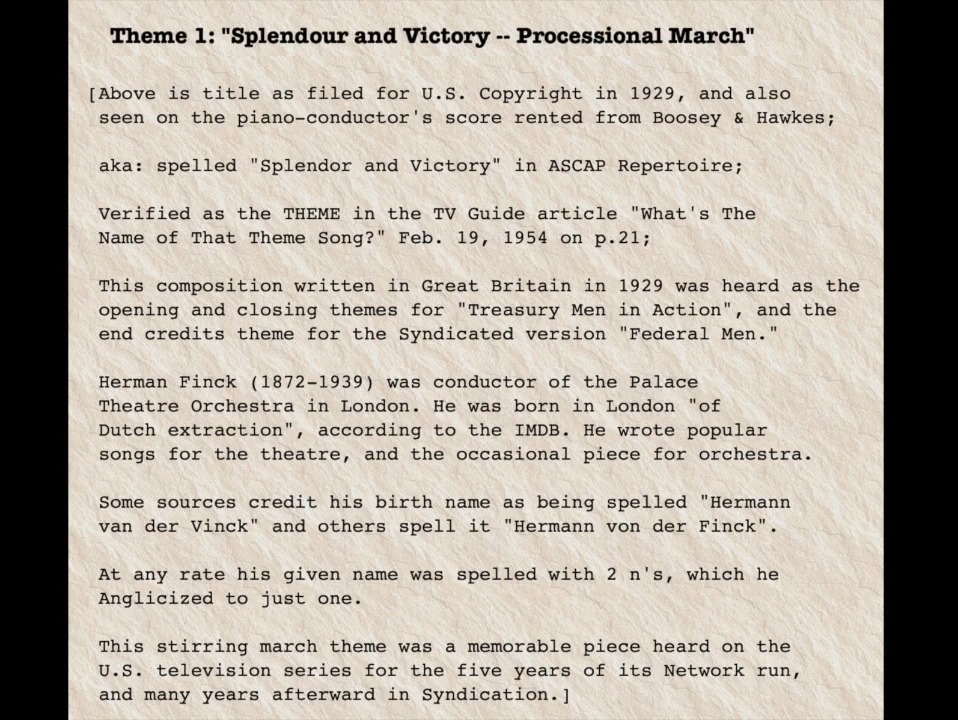 Theme 1: "Splendour and Victory -- Processional March"
[Above is title as filed for U.S. Copyright in 1929, and also
seen on the piano-conductor's score rented from Boosey & Hawkes;
aka: spelled "Splendor and Victory" in ASCAP Repertoire;
Verified as the THEME in the TV Guide article "What's The
Name of That Theme Song?" Feb. 19, 1954 on p.21;
This composition written in Great Britain in 1929 was heard as the
opening and closing themes for "Treasury Men in Action", and the
end credits theme for the Syndicated version "Federal Men."
Herman Finck (1872-1939) was conductor of the Palace
Theatre Orchestra in London. He was born in London "of
Dutch extraction", according to the IMDB. He wrote popular
songs for the theatre, and the occasional piece for orchestra.
Some sources credit his birth name as being spelled "Hermann
van der Vinck" and others spell it "Hermann von der Finck".
At any rate his given name was spelled with 2 n's, which he
Anglicized to just one.
This stirring march theme was a memorable piece heard on the
U.S. television series for the five years of its Network run,
and many years afterward in Syndication.]